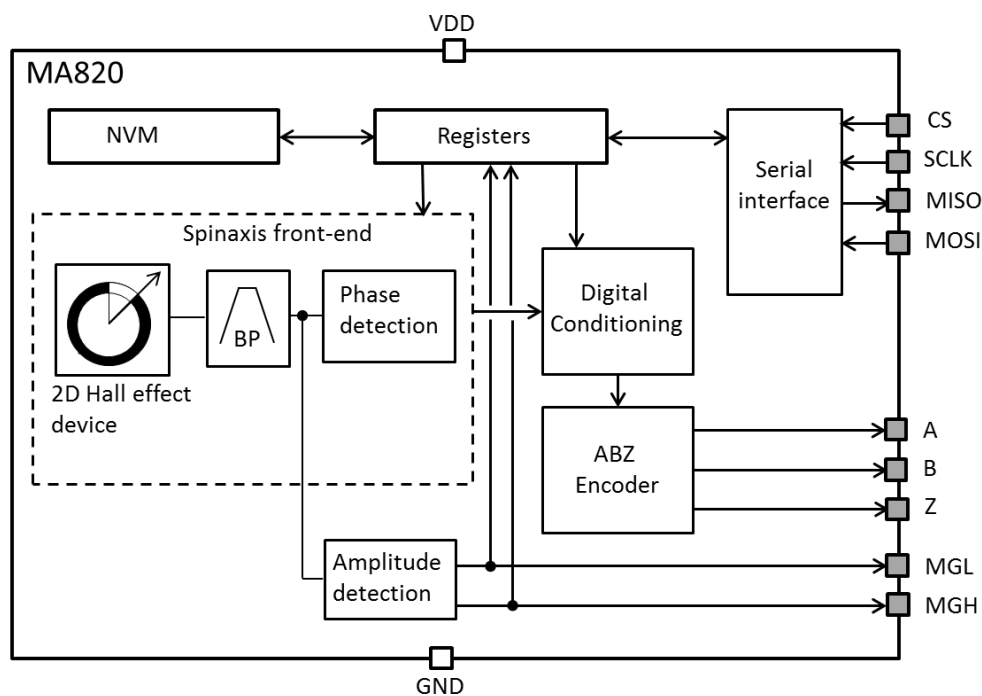 VDD
MA820
NVM
Registers
Serial
interface
CS
SCLK
MISO
MOSI
Spinaxis front-end
BP
Phase
detection
2D Hall effect
device
Digital
Conditioning
ABZ
Encoder
A
B
Z
Amplitude
detection
MGL
MGH
GND